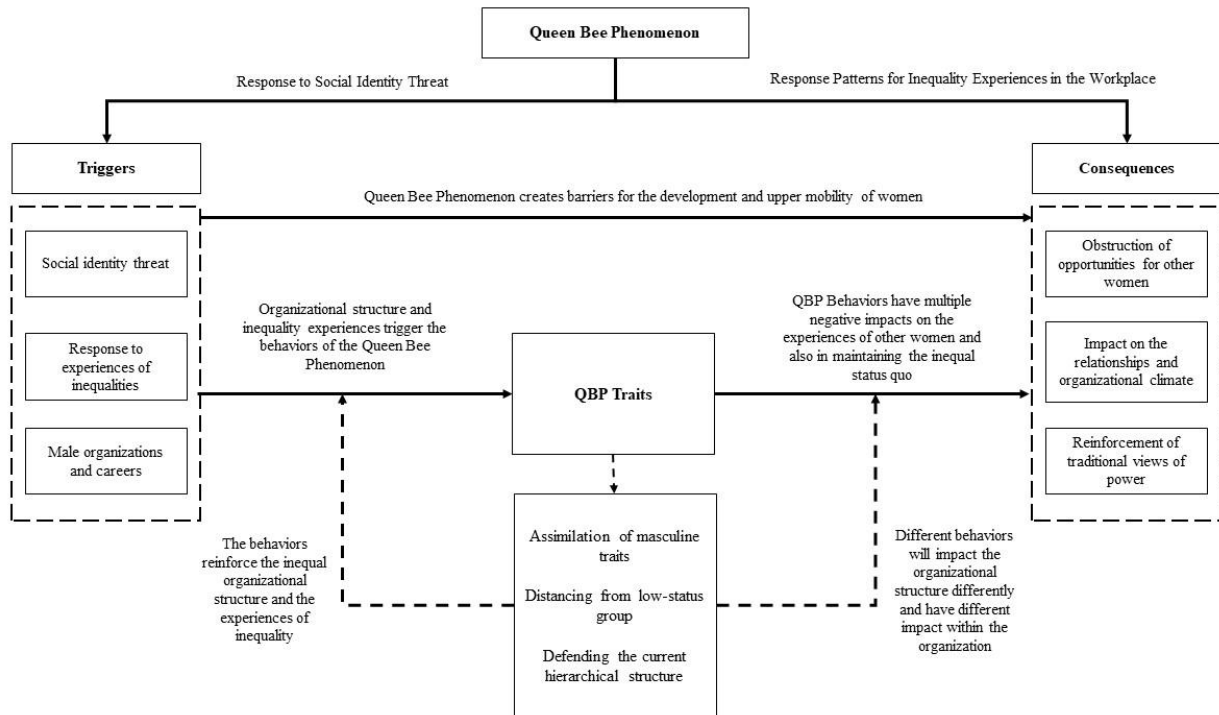 Queen Bee Phenomenon
Response to Social Identity Threat
Response Patterns for Inequality Experiences in the Workplace
Triggers
Consequences
Queen Bee Phenomenon creates barriers for the development and upper mobility of women
Social identity threat
Response to
experiences of
inequalities
Male organizations
and careers
Organizational structure and
inequality experiences trigger the
behaviors of the Queen Bee
Phenomenon
QBP Traits
QBP Behaviors have multiple
negative impacts on the
experiences of other women and
also in maintaining the inequal
status quo
Obstruction of
opportunities for other
women
Impact on the
relationships and
organizational climate
Reinforcement of
traditional views of
power
The behaviors
reinforce the inequal
organizational
structure and the
experiences of
inequality
Assimilation of masculine
traits
Distancing from low-status
group
Defending the current
hierarchical structure
Different behaviors
will impact the
organizational
structure differently
and have different
impact within the
organization